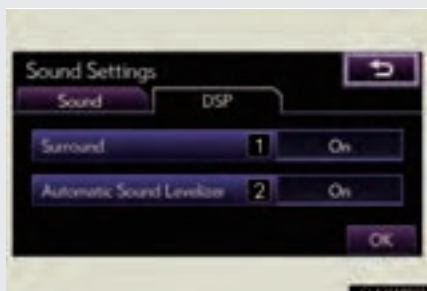 Sound Settings
Sound DSP
Surround 1 On
Automatic Sound Levelizer 2 On
OK